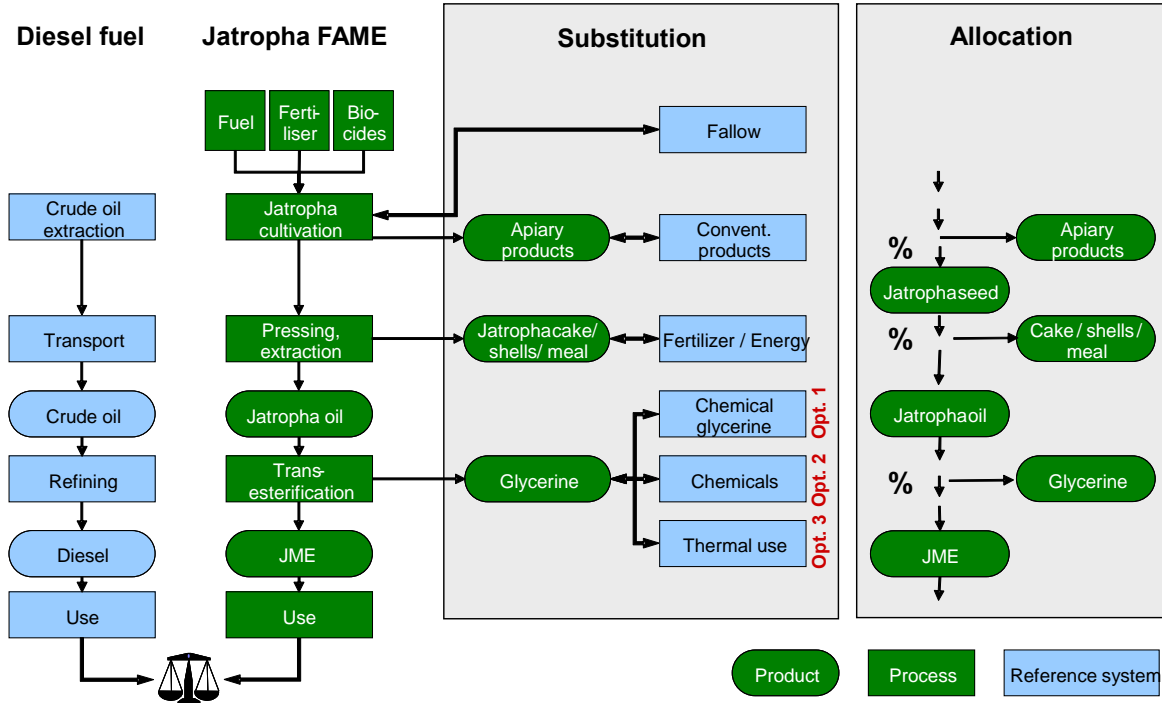 Diesel fuel
Jatropha FAME
Substitution
Allocation
Fuel
Ferti-
liser
Bio-
cides
Fallow
Crude oil
extraction
Jatropha
cultivation
Apiary
products
Convent.
products
%
Apiary
products
Jatrophaseed
Transport
Pressing,
extraction
Jatrophacake/
shells/ meal
Fertilizer / Energy
%
Cake / shells /
meal
Crude oil
Jatropha oil
Chemical
glycerine
Opt. 1
Jatrophaoil
Refining
Trans-
esterification
Glycerine
Chemicals
Opt. 2
%
Glycerine
Diesel
JME
Thermal use
Opt. 3
JME
Use
Use
Product
Process
Reference system